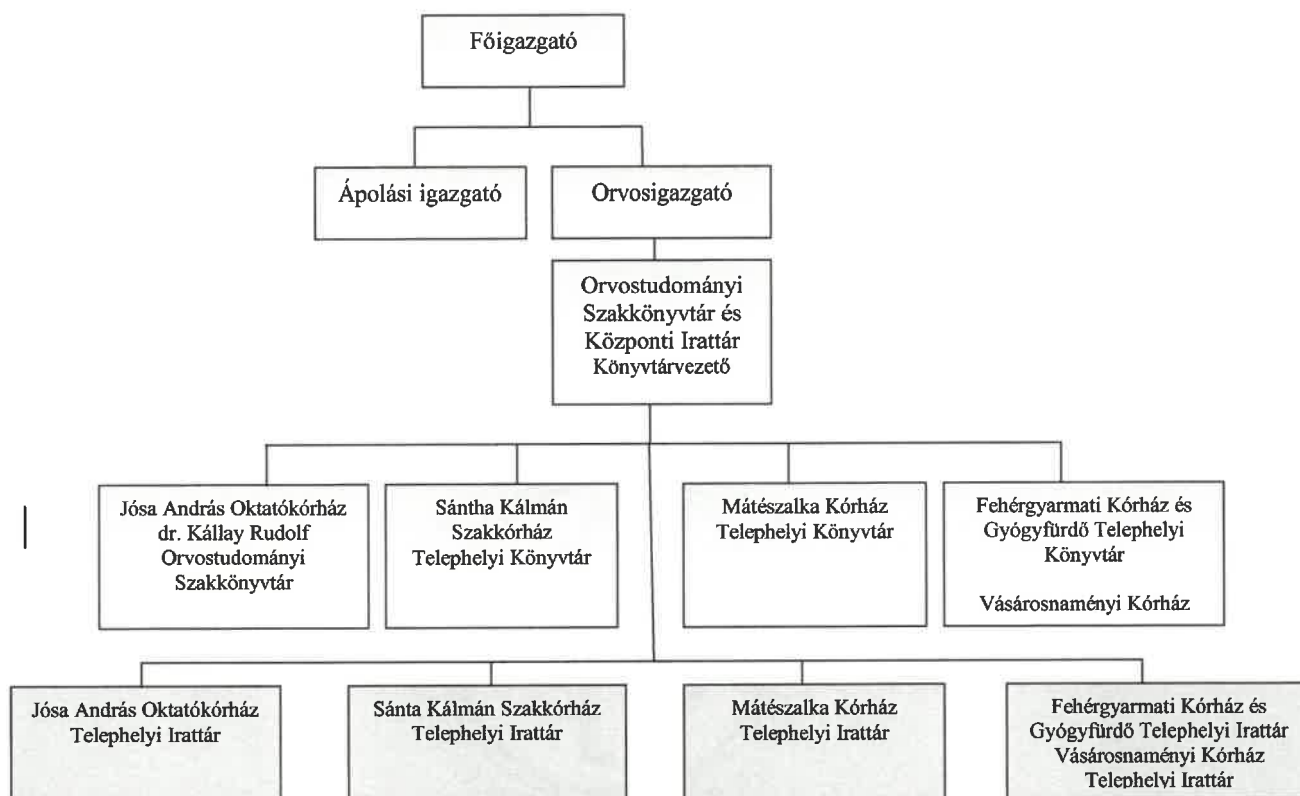 Főigazgató
Ápolási igazgató
Orvosigazgató
Orvostudományi
Szakkönyvtár és
Központi Irattár
Könyvtárvezető
Jósa András Oktatókórház
dr. Kállay Rudolf
Orvostudományi
Szakkönyvtár
Sántha Kálmán
Szakkórház
Telephelyi Könyvtár
Mátészalka Kórház
Telephelyi Könyvtár
Fehérgyarmati Kórház és
Gyógyfürdő Telephelyi
Könyvtár
Vásárosnaményi Kórház
Jósa András Oktatókórház
Telephelyi Irattár
Sánta Kálmán Szakkórház
Telephelyi Irattár
Mátészalka Kórház
Telephelyi Irattár
Fehérgyarmati Kórház és
Gyógyfürdő Telephelyi Irattár
Vásárosnaményi Kórház
Telephelyi Irattár